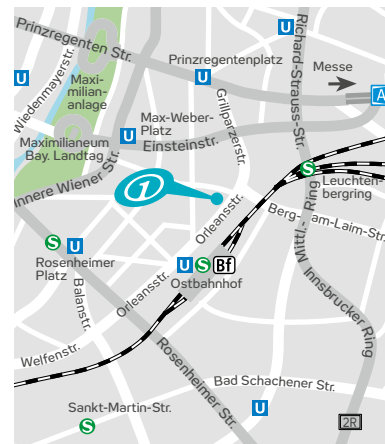 Prinzregenten Str.
U
Prinzregentenplatz
Richard-Strauss-Str.
Messe
A
U
Wiedenmayerstr.
Maxi-
milian-
anlage
U
Grillparzerstr.
Max-Weber-
Platz
U
Einsteinstr.
Maximilianeum
Bay. Landtag
Innere Wiener Str.
1
S
Leuchten-
bergring
Orleansstr.
Berg-am-Laim-Str.
Mittl.- Ring
Innsbrucker Ring
S
U
Rosenheimer
Platz
U
S
Bf
Ostbahnhof
Balanstr.
Orleansstr.
Welfenstr.
Rosenheimer Str.
Bad Schachener Str.
Sankt-Martin-Str.
S
U
2R